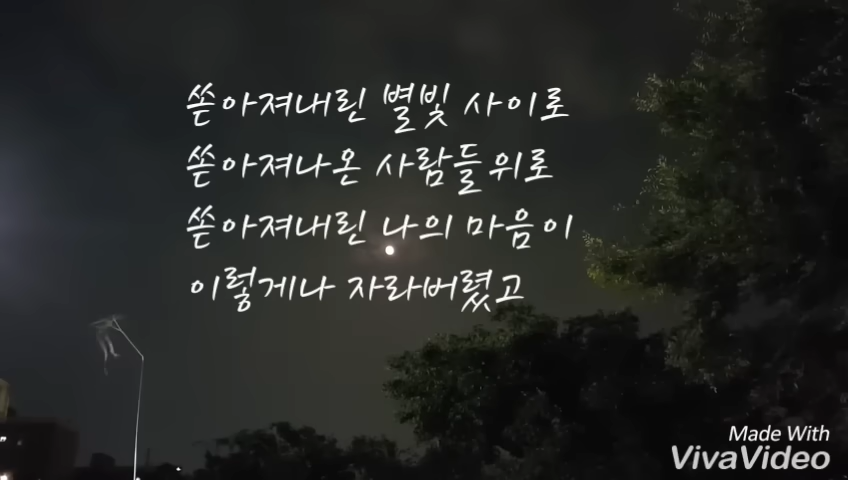 쏟아져내린 별빛 사이로
쏟아져나온 사람들위로
쏟아져내린 나의 마음이
이렇게나 자라버렸고
Made With
VivaVideo